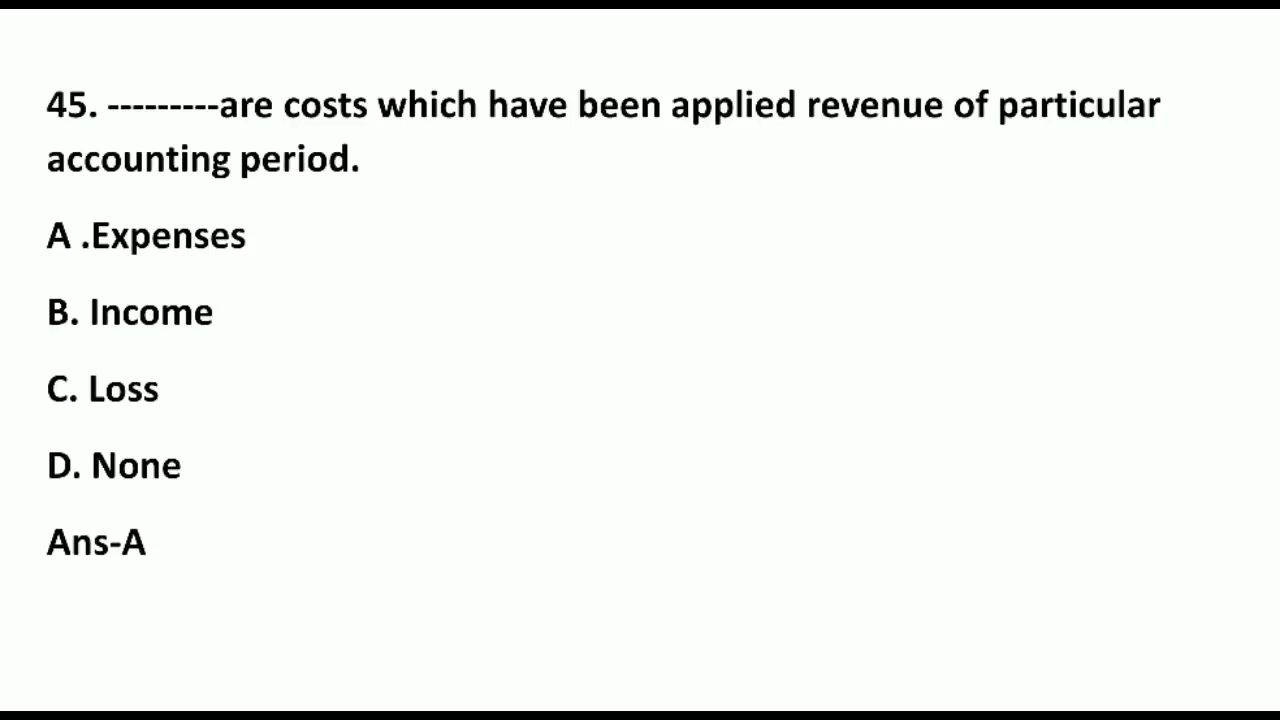 45. ---------are costs which have been applied revenue of particular
accounting period.
A .Expenses
B. Income
C. Loss
D. None
Ans-A